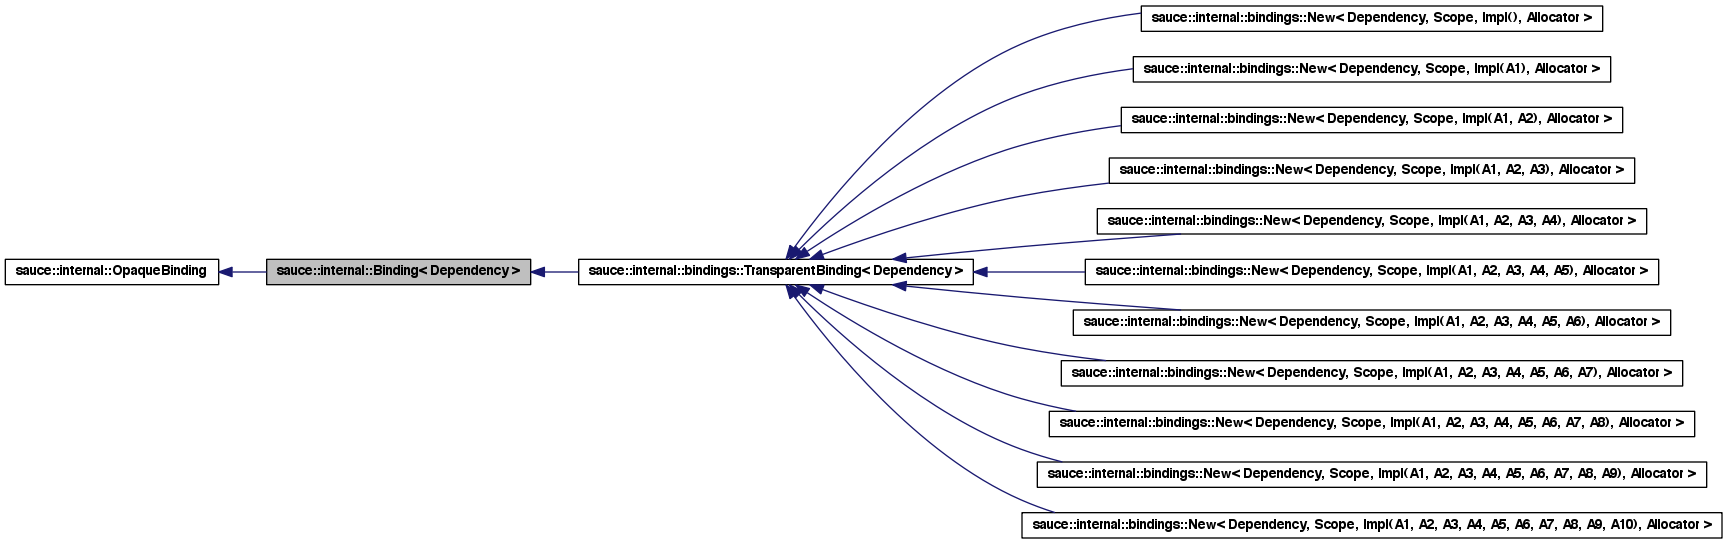 sauce::internal::bindings::New< Dependency, Scope, Impl(), Allocator >
sauce::internal::bindings::New< Dependency, Scope, Impl(A1), Allocator >
sauce::internal::bindings::New< Dependency, Scope, Impl(A1, A2), Allocator >
sauce::internal::bindings::New< Dependency, Scope, Impl(A1, A2, A3), Allocator >
sauce::internal::bindings::New< Dependency, Scope, Impl(A1, A2, A3, A4), Allocator >
sauce::internal::OpaqueBinding
sauce::internal::Binding< Dependency >
sauce::internal::bindings::TransparentBinding< Dependency >
sauce::internal::bindings::New< Dependency, Scope, Impl(A1, A2, A3, A4, A5), Allocator >
sauce::internal::bindings::New< Dependency, Scope, Impl(A1, A2, A3, A4, A5, A6), Allocator >
sauce::internal::bindings::New< Dependency, Scope, Impl(A1, A2, A3, A4, A5, A6, A7), Allocator >
sauce::internal::bindings::New< Dependency, Scope, Impl(A1, A2, A3, A4, A5, A6, A7, A8), Allocator >
sauce::internal::bindings::New< Dependency, Scope, Impl(A1, A2, A3, A4, A5, A6, A7, A8, A9), Allocator >
sauce::internal::bindings::New< Dependency, Scope, Impl(A1, A2, A3, A4, A5, A6, A7, A8, A9, A10), Allocator >